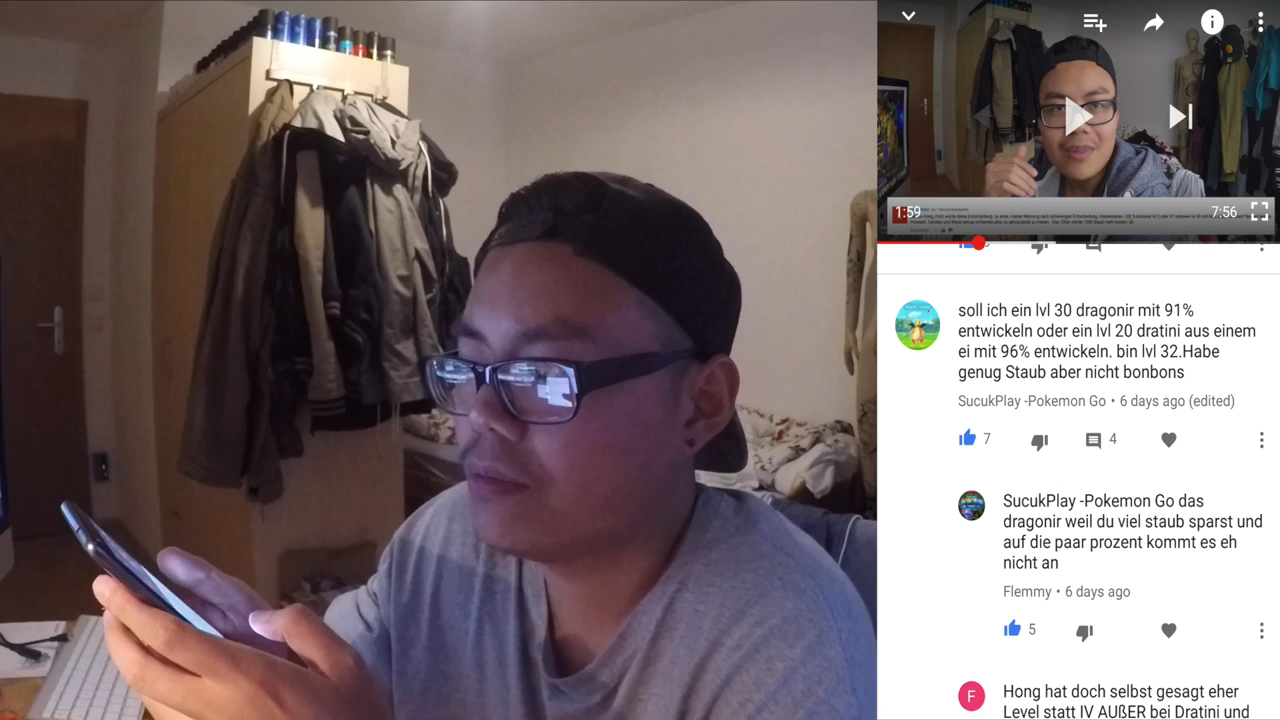 1:59
7:56
soll ich ein lvl 30 dragonir mit 91%
entwickeln oder ein lvl 20 dratini aus einem
ei mit 96% entwickeln. bin lvl 32.Habe
genug Staub aber nicht bonbons
SucukPlay -Pokemon Go • 6 days ago (edited)
7
4
SucukPlay -Pokemon Go das
dragonir weil du viel staub sparst und
auf die paar prozent kommt es eh
nicht an
Flemmy • 6 days ago
5
F
Hong hat doch selbst gesagt eher
Level statt IV AUßER bei Dratini und